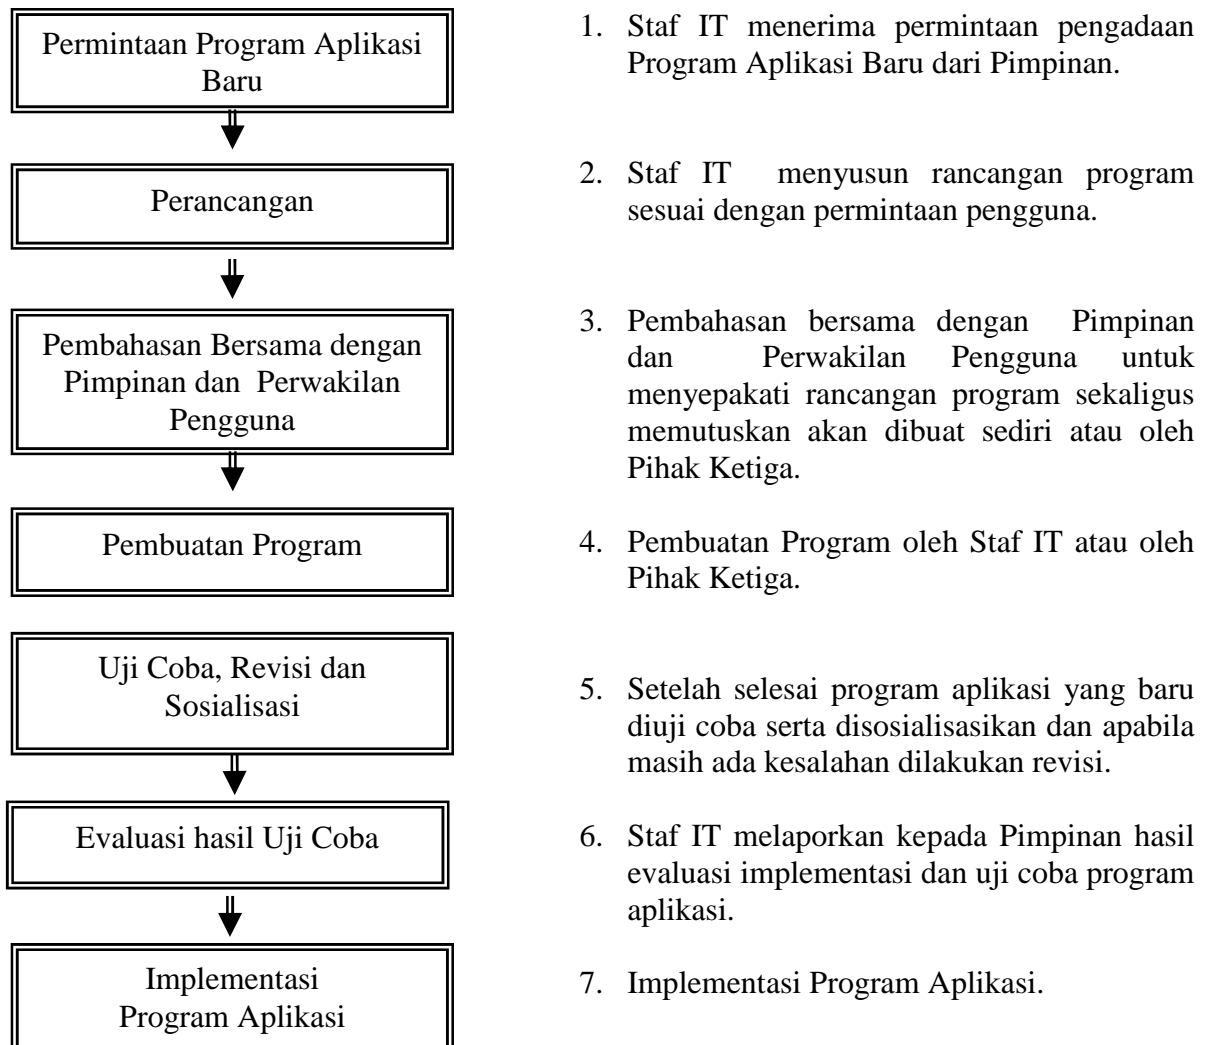 Permintaan Program Aplikasi
Baru
1. Staf IT menerima permintaan pengadaan
Program Aplikasi Baru dari Pimpinan.
Perancangan
2. Staf IT menyusun rancangan program
sesuai dengan permintaan pengguna.
Pembahasan Bersama dengan
Pimpinan dan Perwakilan
Pengguna
3. Pembahasan bersama dengan Pimpinan
dan Perwakilan Pengguna untuk
menyepakati rancangan program sekaligus
memutuskan akan dibuat sediri atau oleh
Pihak Ketiga.
Pembuatan Program
4. Pembuatan Program oleh Staf IT atau oleh
Pihak Ketiga.
Uji Coba, Revisi dan
Sosialisasi
5. Setelah selesai program aplikasi yang baru
diuji coba serta disosialisasikan dan apabila
masih ada kesalahan dilakukan revisi.
Evaluasi hasil Uji Coba
6. Staf IT melaporkan kepada Pimpinan hasil
evaluasi implementasi dan uji coba program
aplikasi.
Implementasi
Program Aplikasi
7. Implementasi Program Aplikasi.